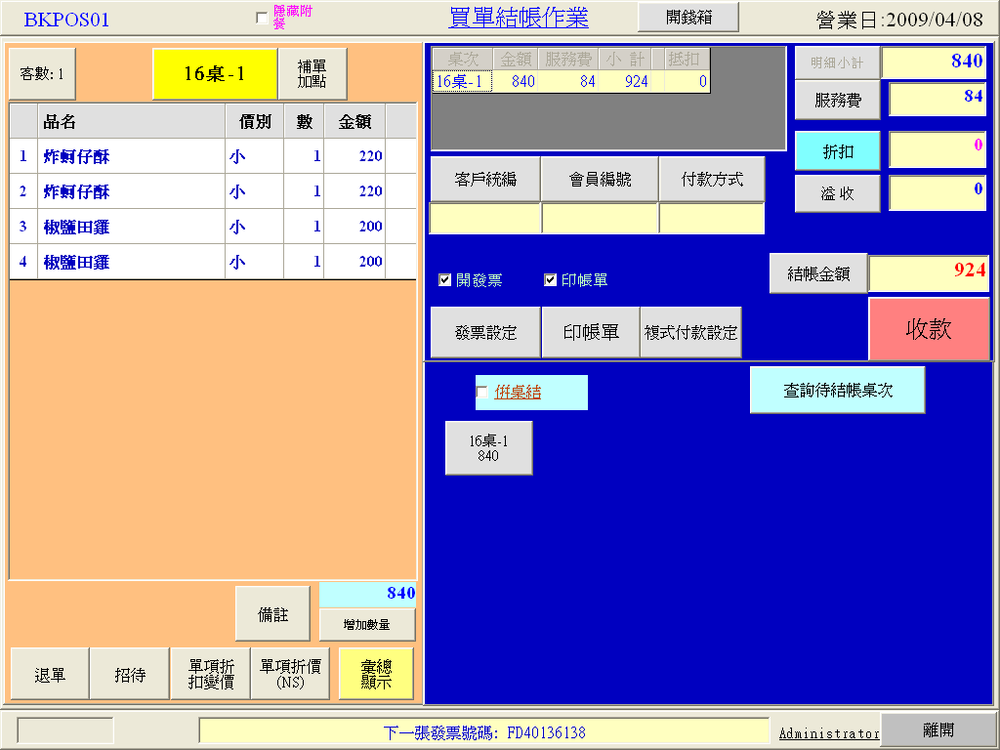 BKPOS01
隱藏附
餐
買單結帳作業
開錢箱
營業日:2009/04/08
客數: 1
16桌-1
補單
加點
品名 價別 數 金額
1 炸蚵仔酥 小 1 220
2 炸蚵仔酥 小 1 220
3 椒鹽田雞 小 1 200
4 椒鹽田雞 小 1 200
備註
840
增加數量
退單
招待
單項折
扣變價
單項折價
(NS)
彙總
顯示
桌次 金額 服務費 小 計 抵扣
16桌-1 840 84 924 0
明細小計 840
服務費 84
折扣 0
溢收 0
客戶統編 會員編號 付款方式
開發票 印帳單
結帳金額 924
發票設定 印帳單 複式付款設定
收款
倂桌結
查詢待結帳桌次
16桌-1
840
下一張發票號碼: FD40136138
Administrator
離開